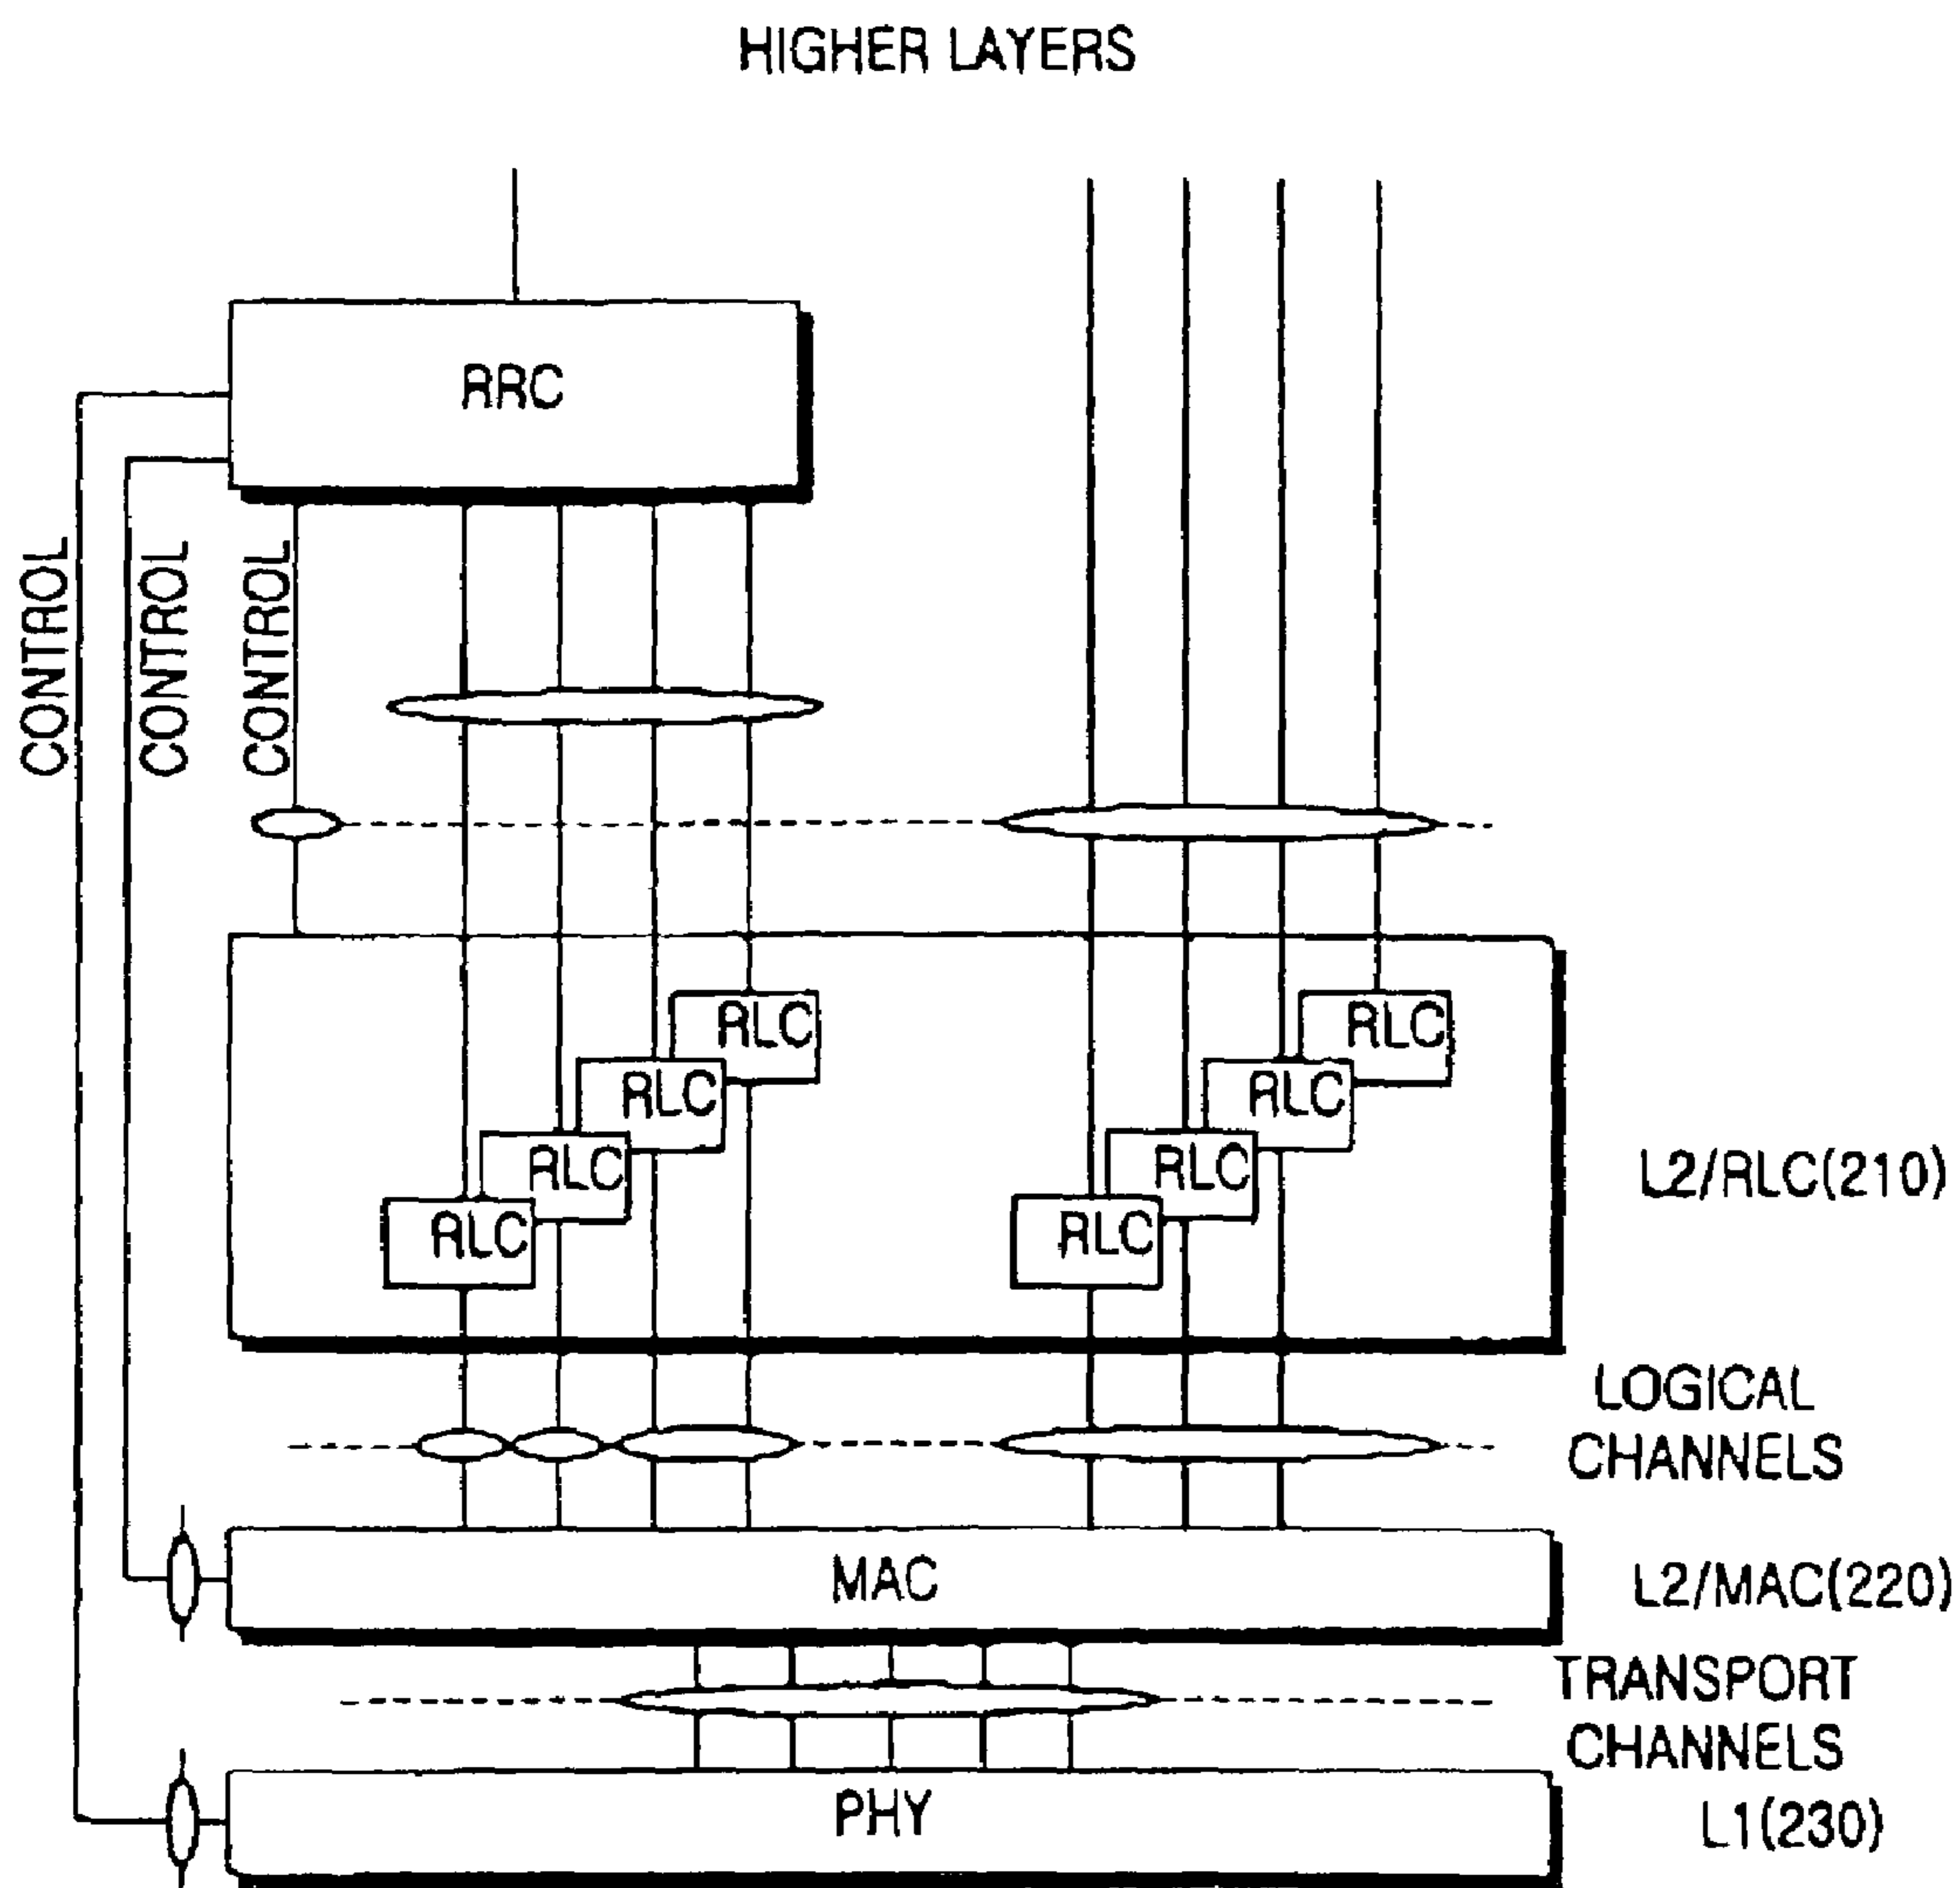 HIGHER LAYERS
RRC
CONTROL
CONTROL
CONTROL
RLC
RLC
RLC
RLC
RLC
RLC
RLC
RLC
L2/RLC(210)
LOGICAL
CHANNELS
MAC
L2/MAC(220)
TRANSPORT
CHANNELS
PHY
L1(230)